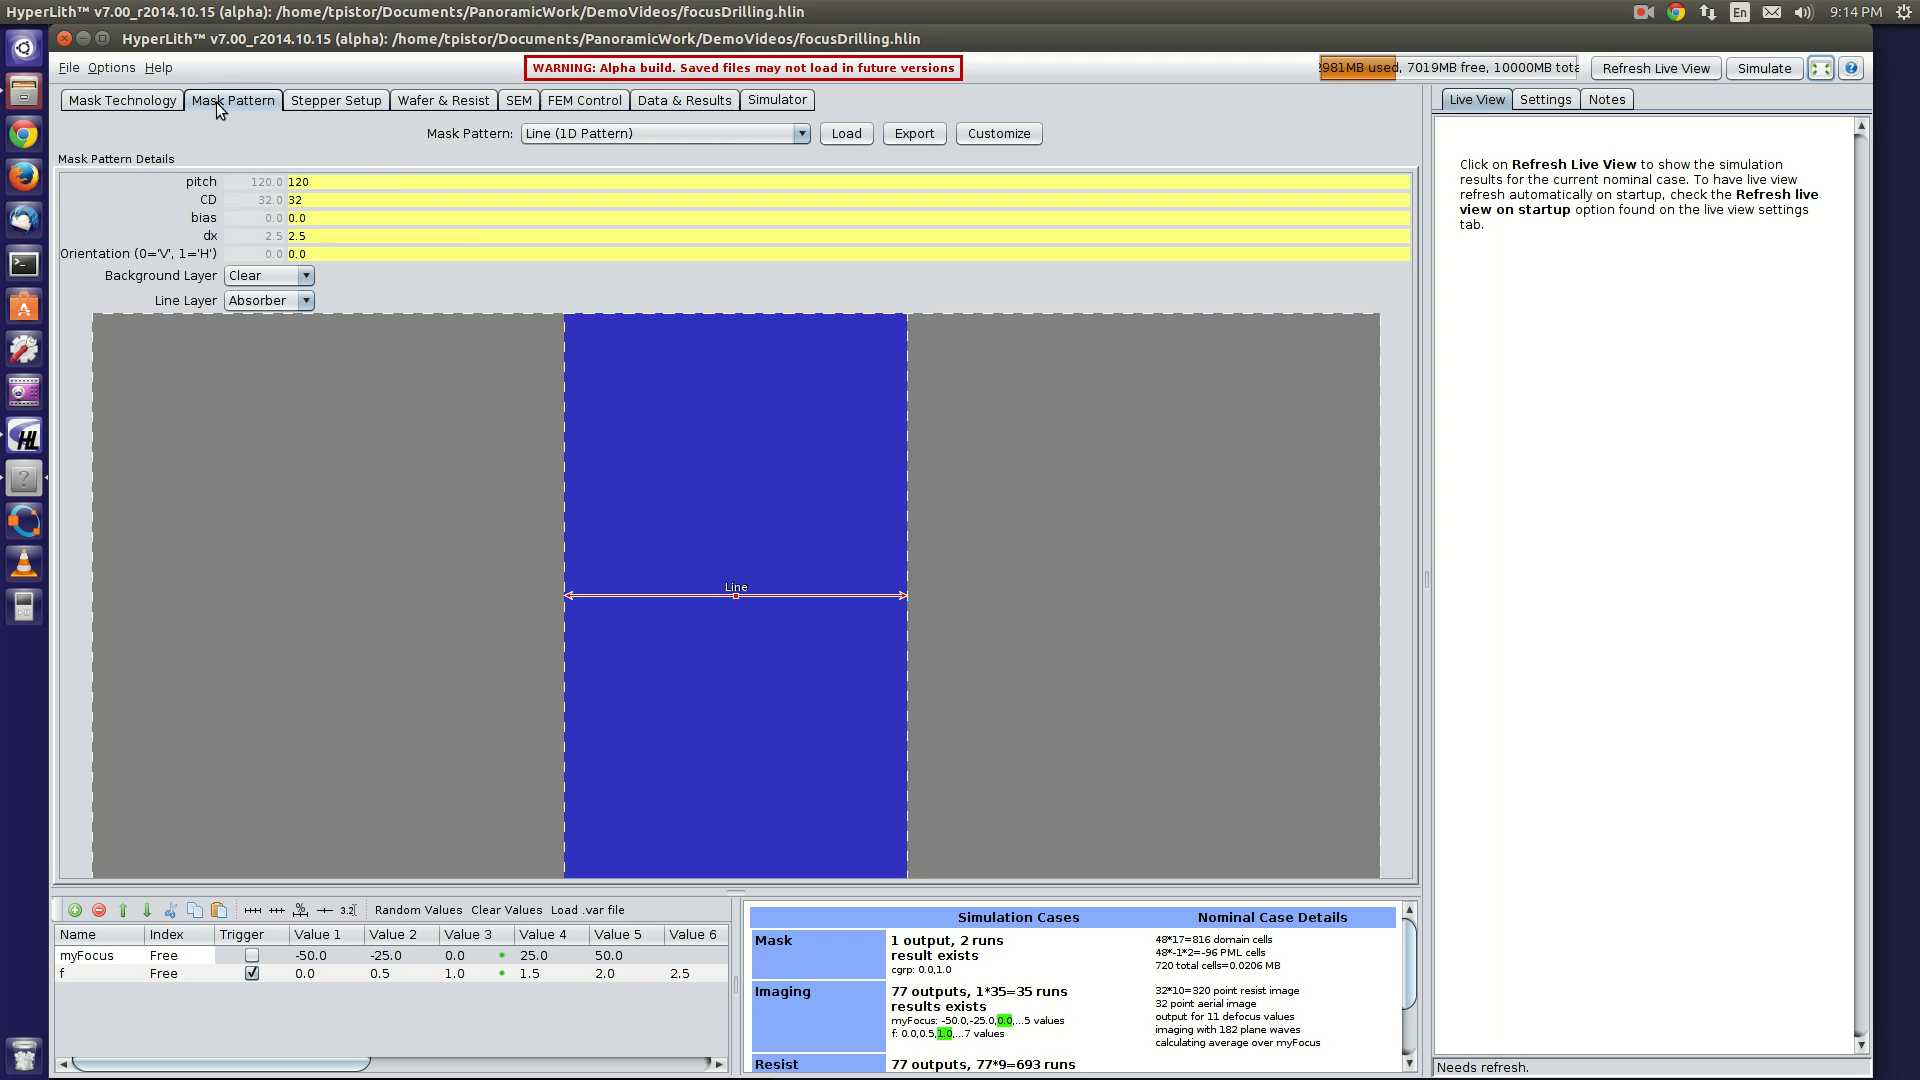 HyperLith™ v7.00_r2014.10.15 (alpha): /home/tpistor/Documents/PanoramicWork/DemoVideos/focusDrilling.hlin
En
9:14 PM
HyperLith™ v7.00_r2014.10.15 (alpha): /home/tpistor/Documents/PanoramicWork/DemoVideos/focusDrilling.hlin
File Options Help
WARNING: Alpha build. Saved files may not load in future versions
981MB used, 7019MB free, 10000MB tota
Refresh Live View
Simulate
?
Mask Technology
Mask Pattern
Stepper Setup
Wafer & Resist
SEM
FEM Control
Data & Results
Simulator
Mask Pattern: Line (1D Pattern)
Load
Export
Customize
Mask Pattern Details
pitch 120.0 120
CD 32.0 32
bias 0.0 0.0
dx 2.5 2.5
Orientation (0='V', 1='H') 0.0 0.0
Background Layer Clear
Line Layer Absorber
Line
HL
?
3.2
Random Values Clear Values Load .var file
Name Index Trigger Value 1 Value 2 Value 3 Value 4 Value 5 Value 6
myFocus Free -50.0 -25.0 0.0 25.0 50.0
f Free 0.0 0.5 1.0 1.5 2.0 2.5
Simulation Cases Nominal Case Details
Mask
1 output, 2 runs
result exists
cgrp: 0.0,1.0
48*17=816 domain cells
48*-1*2=-96 PML cells
720 total cells=0.0206 MB
Imaging
77 outputs, 1*35=35 runs
results exists
myFocus: -50.0,-25.0,0.0,...5 values
f: 0.0,0.5,1.0,...7 values
32*10=320 point resist image
32 point aerial image
output for 11 defocus values
imaging with 182 plane waves
calculating average over myFocus
Resist
77 outputs, 77*9=693 runs
Live View
Settings
Notes
Click on Refresh Live View to show the simulation
results for the current nominal case. To have live view
refresh automatically on startup, check the Refresh live
view on startup option found on the live view settings
tab.
Needs refresh.